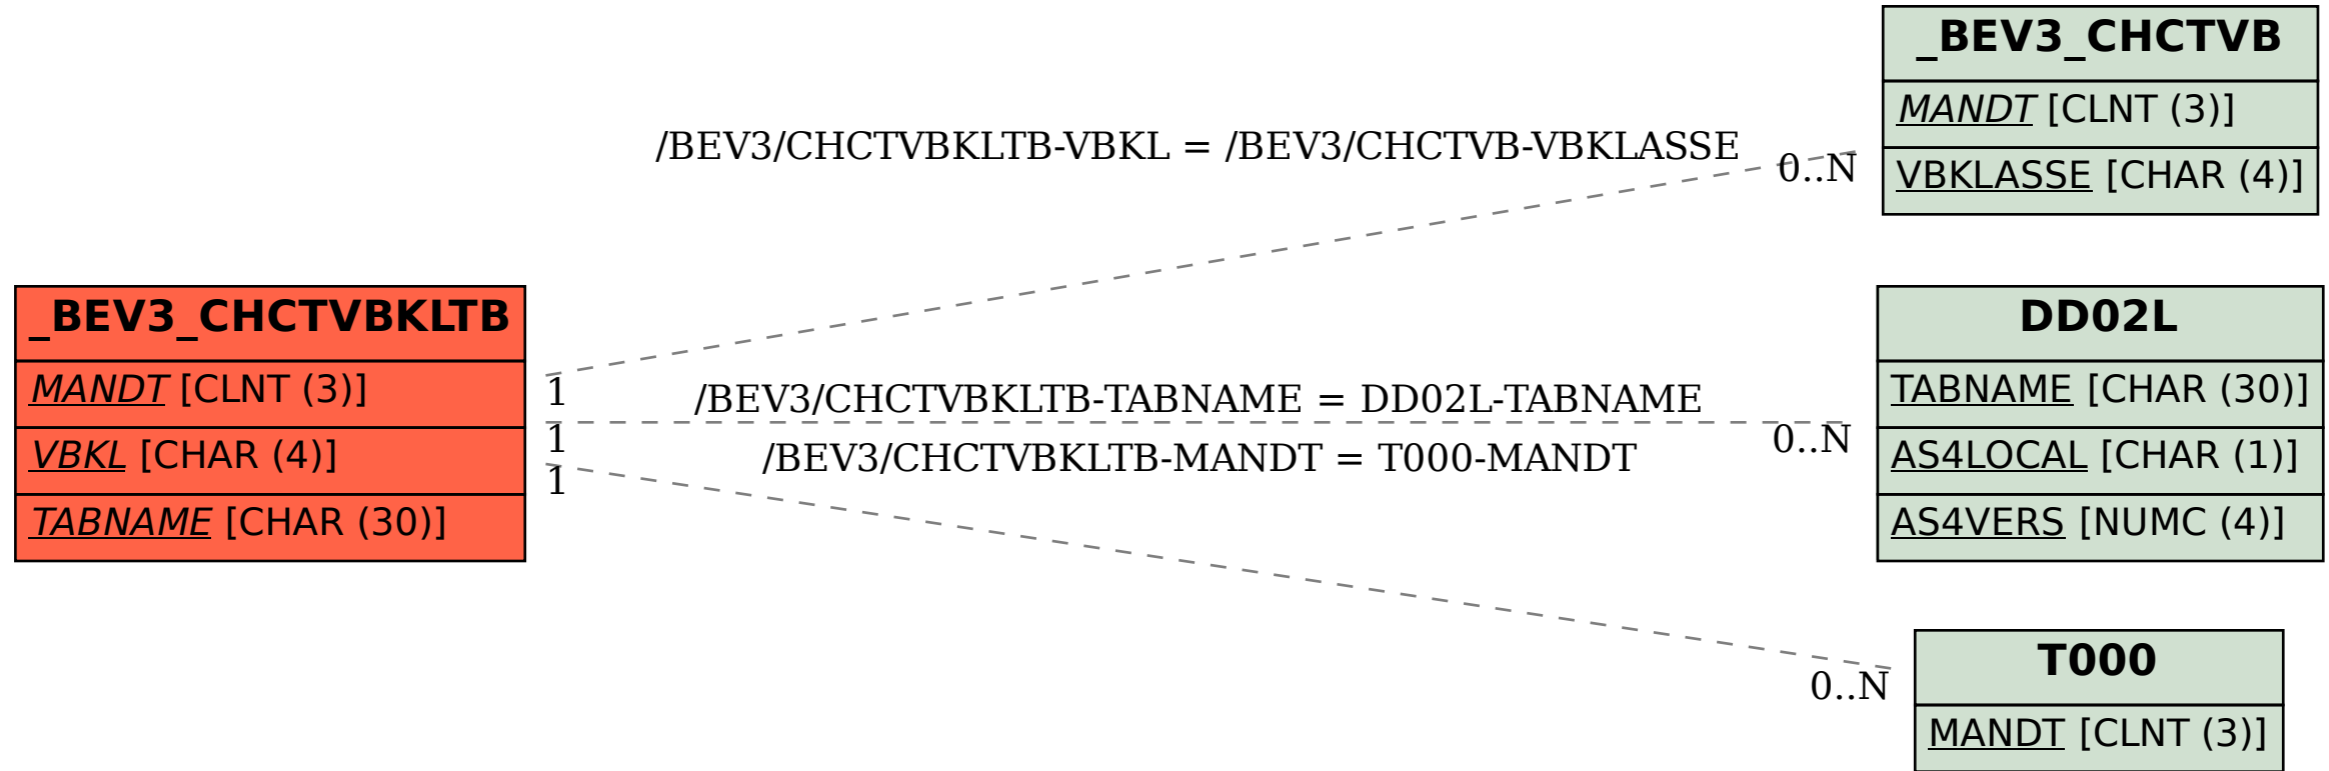 _BEV3_CHCTVB
MANDT [CLNT (3)]
VBKLASSE [CHAR (4)]
/BEV3/CHCTVBKLTB-VBKL = /BEV3/CHCTVB-VBKLASSE
0..N
_BEV3_CHCTVBKLTB
MANDT [CLNT (3)]
VBKL [CHAR (4)]
TABNAME [CHAR (30)]
1
/BEV3/CHCTVBKLTB-TABNAME = DD02L-TABNAME
1
0..N
/BEV3/CHCTVBKLTB-MANDT = T000-MANDT
1
DD02L
TABNAME [CHAR (30)]
AS4LOCAL [CHAR (1)]
AS4VERS [NUMC (4)]
0..N
T000
MANDT [CLNT (3)]